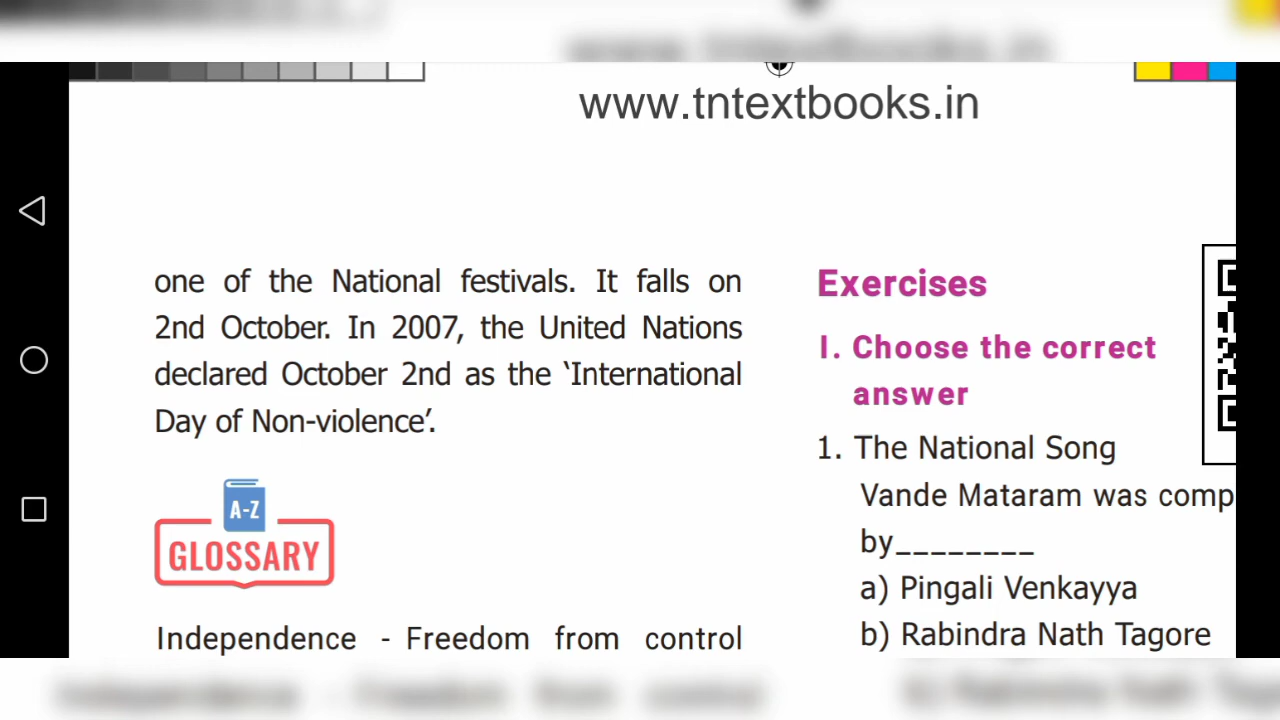 www.tntextbooks.in
one of the National festivals. It falls on
2nd October. In 2007, the United Nations
declared October 2nd as the ‘International
Day of Non-violence’.
A-Z
GLOSSARY
Independence - Freedom from control
Exercises
I. Choose the correct
answer
1. The National Song
Vande Mataram was comp
by________
a) Pingali Venkayya
b) Rabindra Nath Tagore